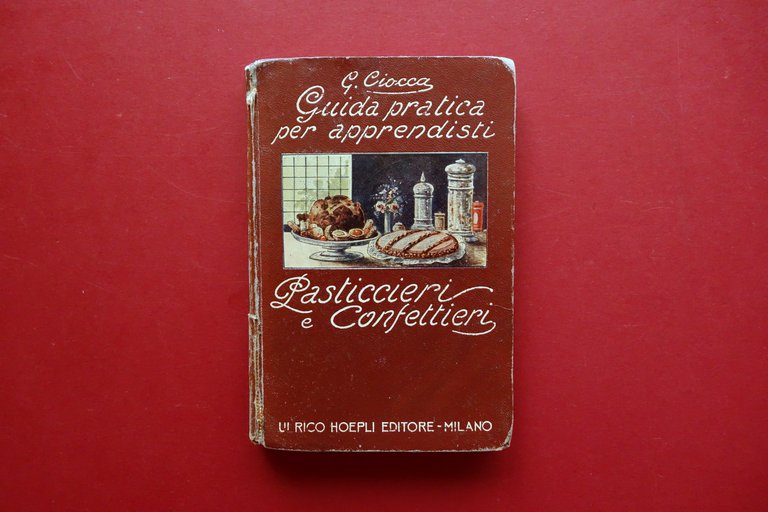 G. Ciocca
Guida pratica
per apprendisti
Pasticcieri
e Confettieri
UlRICO HOEPLI EDITORE - MILANO